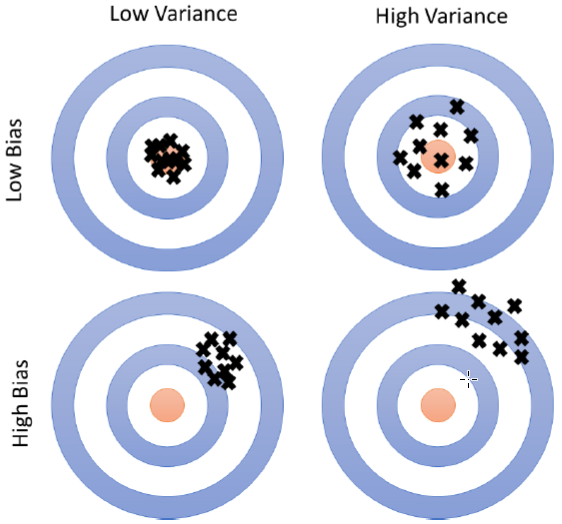 Low Variance
High Variance
Low Bias
High Bias